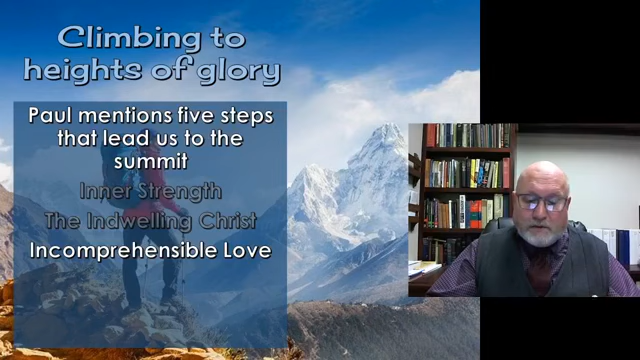 Climbing to
heights of glory
Paul mentions five steps
that lead us to the
summit
Inner Strength
The Indwelling Christ
Incomprehensible Love